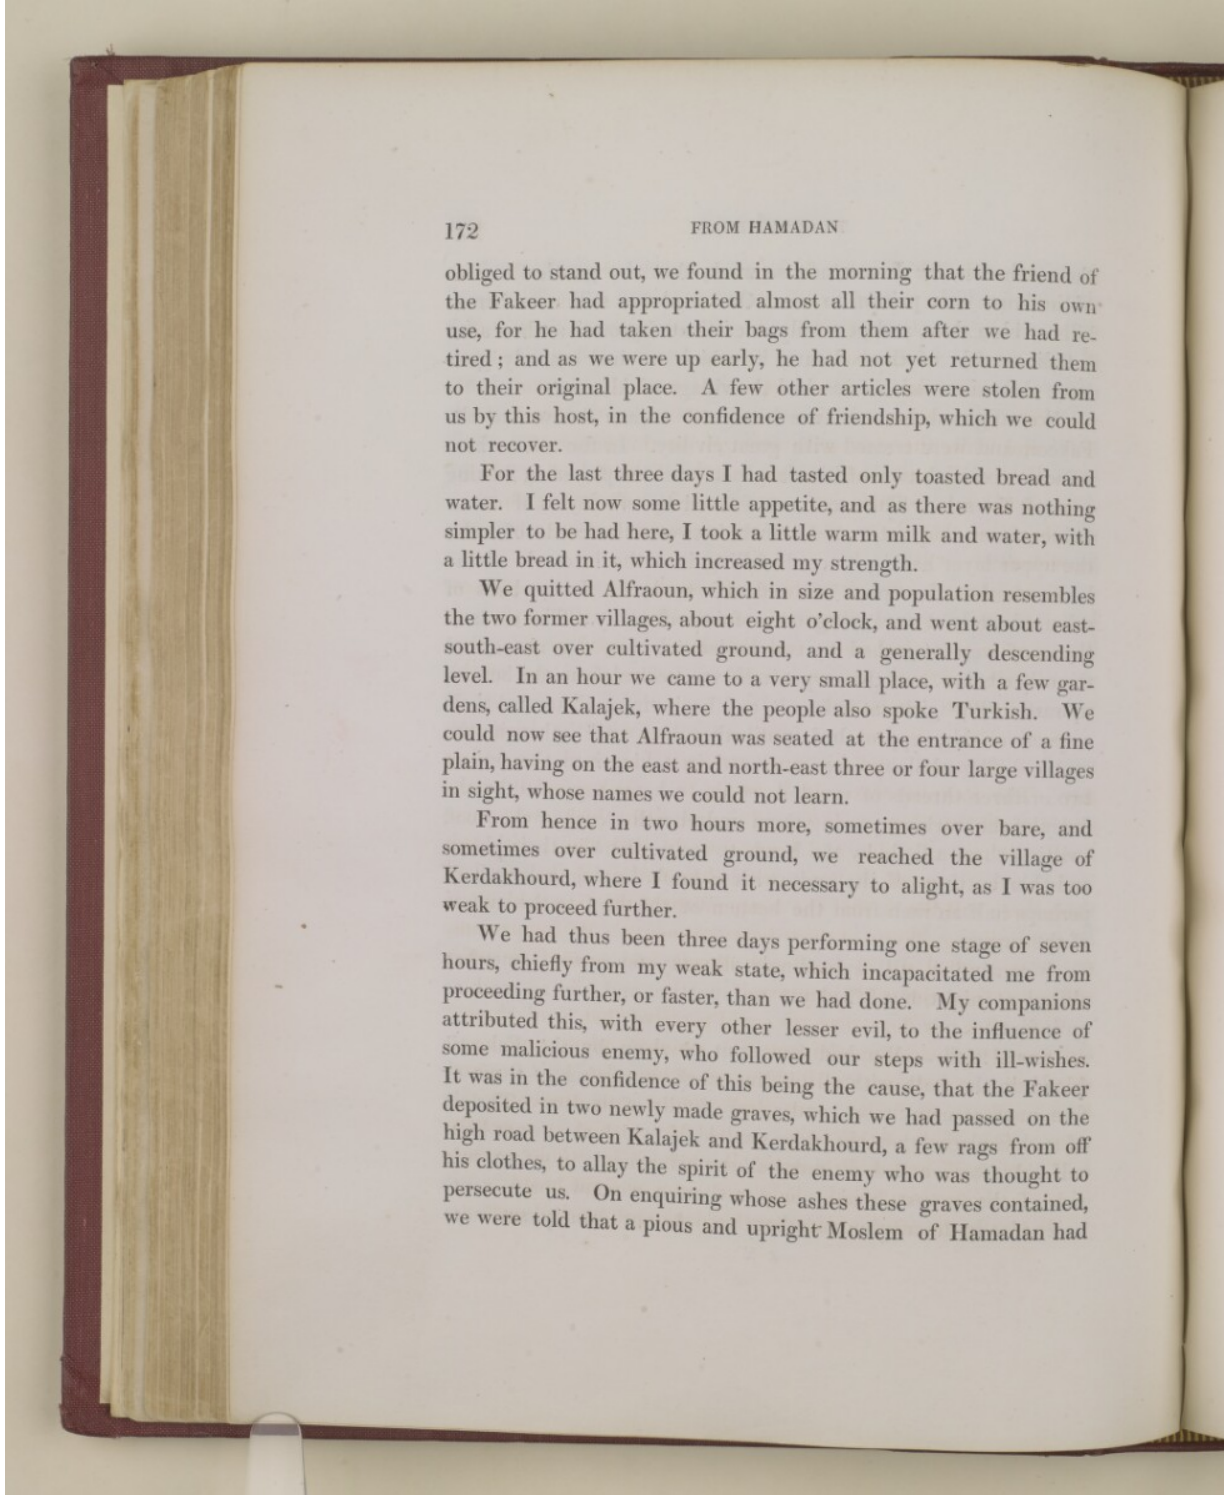 172 FROM HAMADAN
obliged to stand out, we found in the morning that the friend of
the Fakeer had appropriated almost all their corn to his own
use, for he had taken their bags from them after we had re-
tired ; and as we were up early, he had not yet returned them
to their original place. A few other articles were stolen from
us by this host, in the confidence of friendship, which we could
not recover.
For the last three days I had tasted only toasted bread and
water. I felt now some little appetite, and as there was nothing
simpler to be had here, I took a little warm milk and water, with
a little bread in it, which increased my strength.
We quitted Alfraoun, which in size and population resembles
the two former villages, about eight o'clock, and went about east-
south-east over cultivated ground, and a generally descending
level. In an hour we came to a very small place, with a few gar-
dens, called Kalajek, where the people also spoke Turkish. We
could now see that Alfraoun was seated at the entrance of a fine
plain, having on the east and north-east three or four large villages
in sight, whose names we could not learn.
From hence in two hours more, sometimes over bare, and
sometimes over cultivated ground, we reached the village of
Kerdakhourd, where I found it necessary to alight, as I was too
weak to proceed further.
We had thus been three days performing one stage of seven
hours, chiefly from my weak state, which incapacitated me from
proceeding further, or faster, than we had done. My companions
attributed this, with every other lesser evil, to the influence of
some malicious enemy, who followed our steps with ill-wishes.
It was in the confidence of this being the cause, that the Fakeer
deposited in two newly made graves, which we had passed on the
high road between Kalajek and Kerdakhourd, a few rags from off
his clothes, to allay the spirit of the enemy who was thought to
persecute us. On enquiring whose ashes these graves contained,
we were told that a pious and upright Moslem of Hamadan had